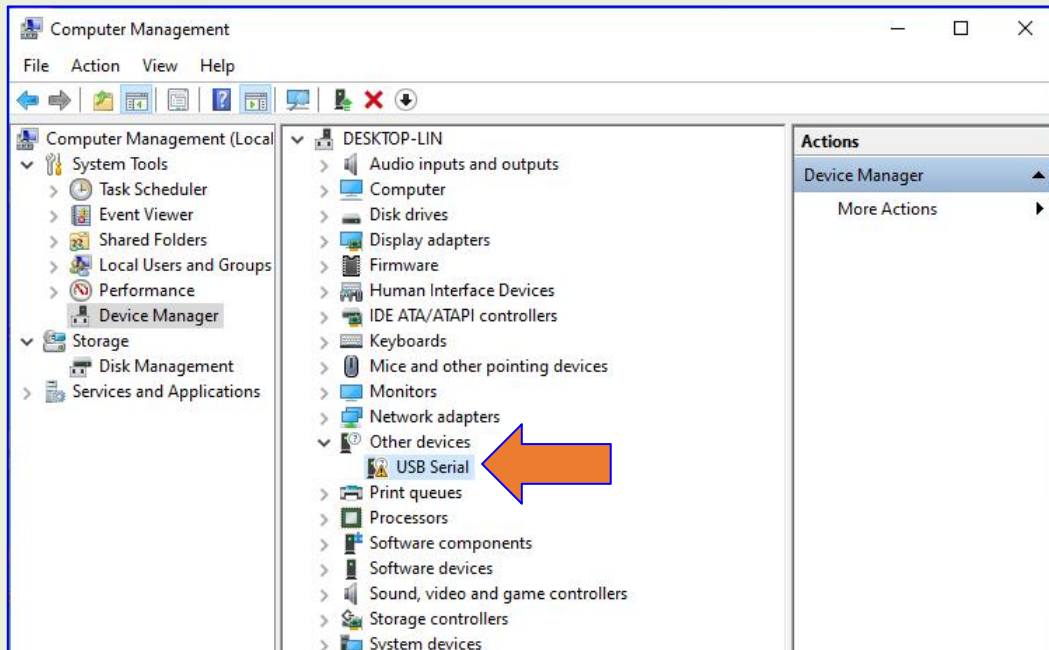 Computer Management
File Action View Help
Computer Management (Local
System Tools
Task Scheduler
Event Viewer
Shared Folders
Local Users and Groups
Performance
Device Manager
Storage
Disk Management
Services and Applications
DESKTOP-LIN
Audio inputs and outputs
Computer
Disk drives
Display adapters
Firmware
Human Interface Devices
IDE ATA/ATAPI controllers
Keyboards
Mice and other pointing devices
Monitors
Network adapters
Other devices
USB Serial
Print queues
Processors
Software components
Software devices
Sound, video and game controllers
Storage controllers
System devices
Actions
Device Manager
More Actions